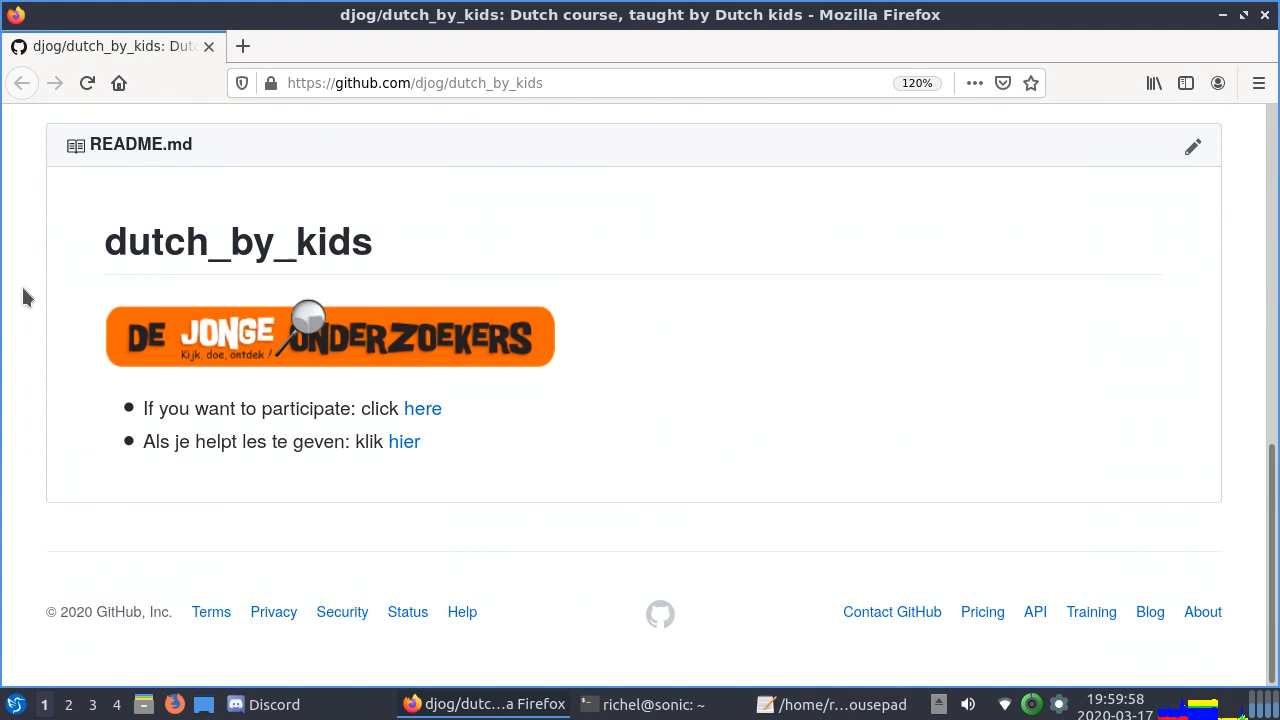 djog/dutch_by_kids: Dutch course, taught by Dutch kids - Mozilla Firefox
djog/dutch_by_kids: Dut
https://github.com/djog/dutch_by_kids
120%
README.md
dutch_by_kids
DE JONGE ONDERZOEKERS
Kijk, doe, ontdek!
If you want to participate: click here
Als je helpt les te geven: klik hier
© 2020 GitHub, Inc. Terms Privacy Security Status Help Contact GitHub Pricing API Training Blog About
1 2 3 4 Discord djog/dutc...a Firefox richel@sonic: ~ /home/r...ousepad 19:59:58
2020-03-17